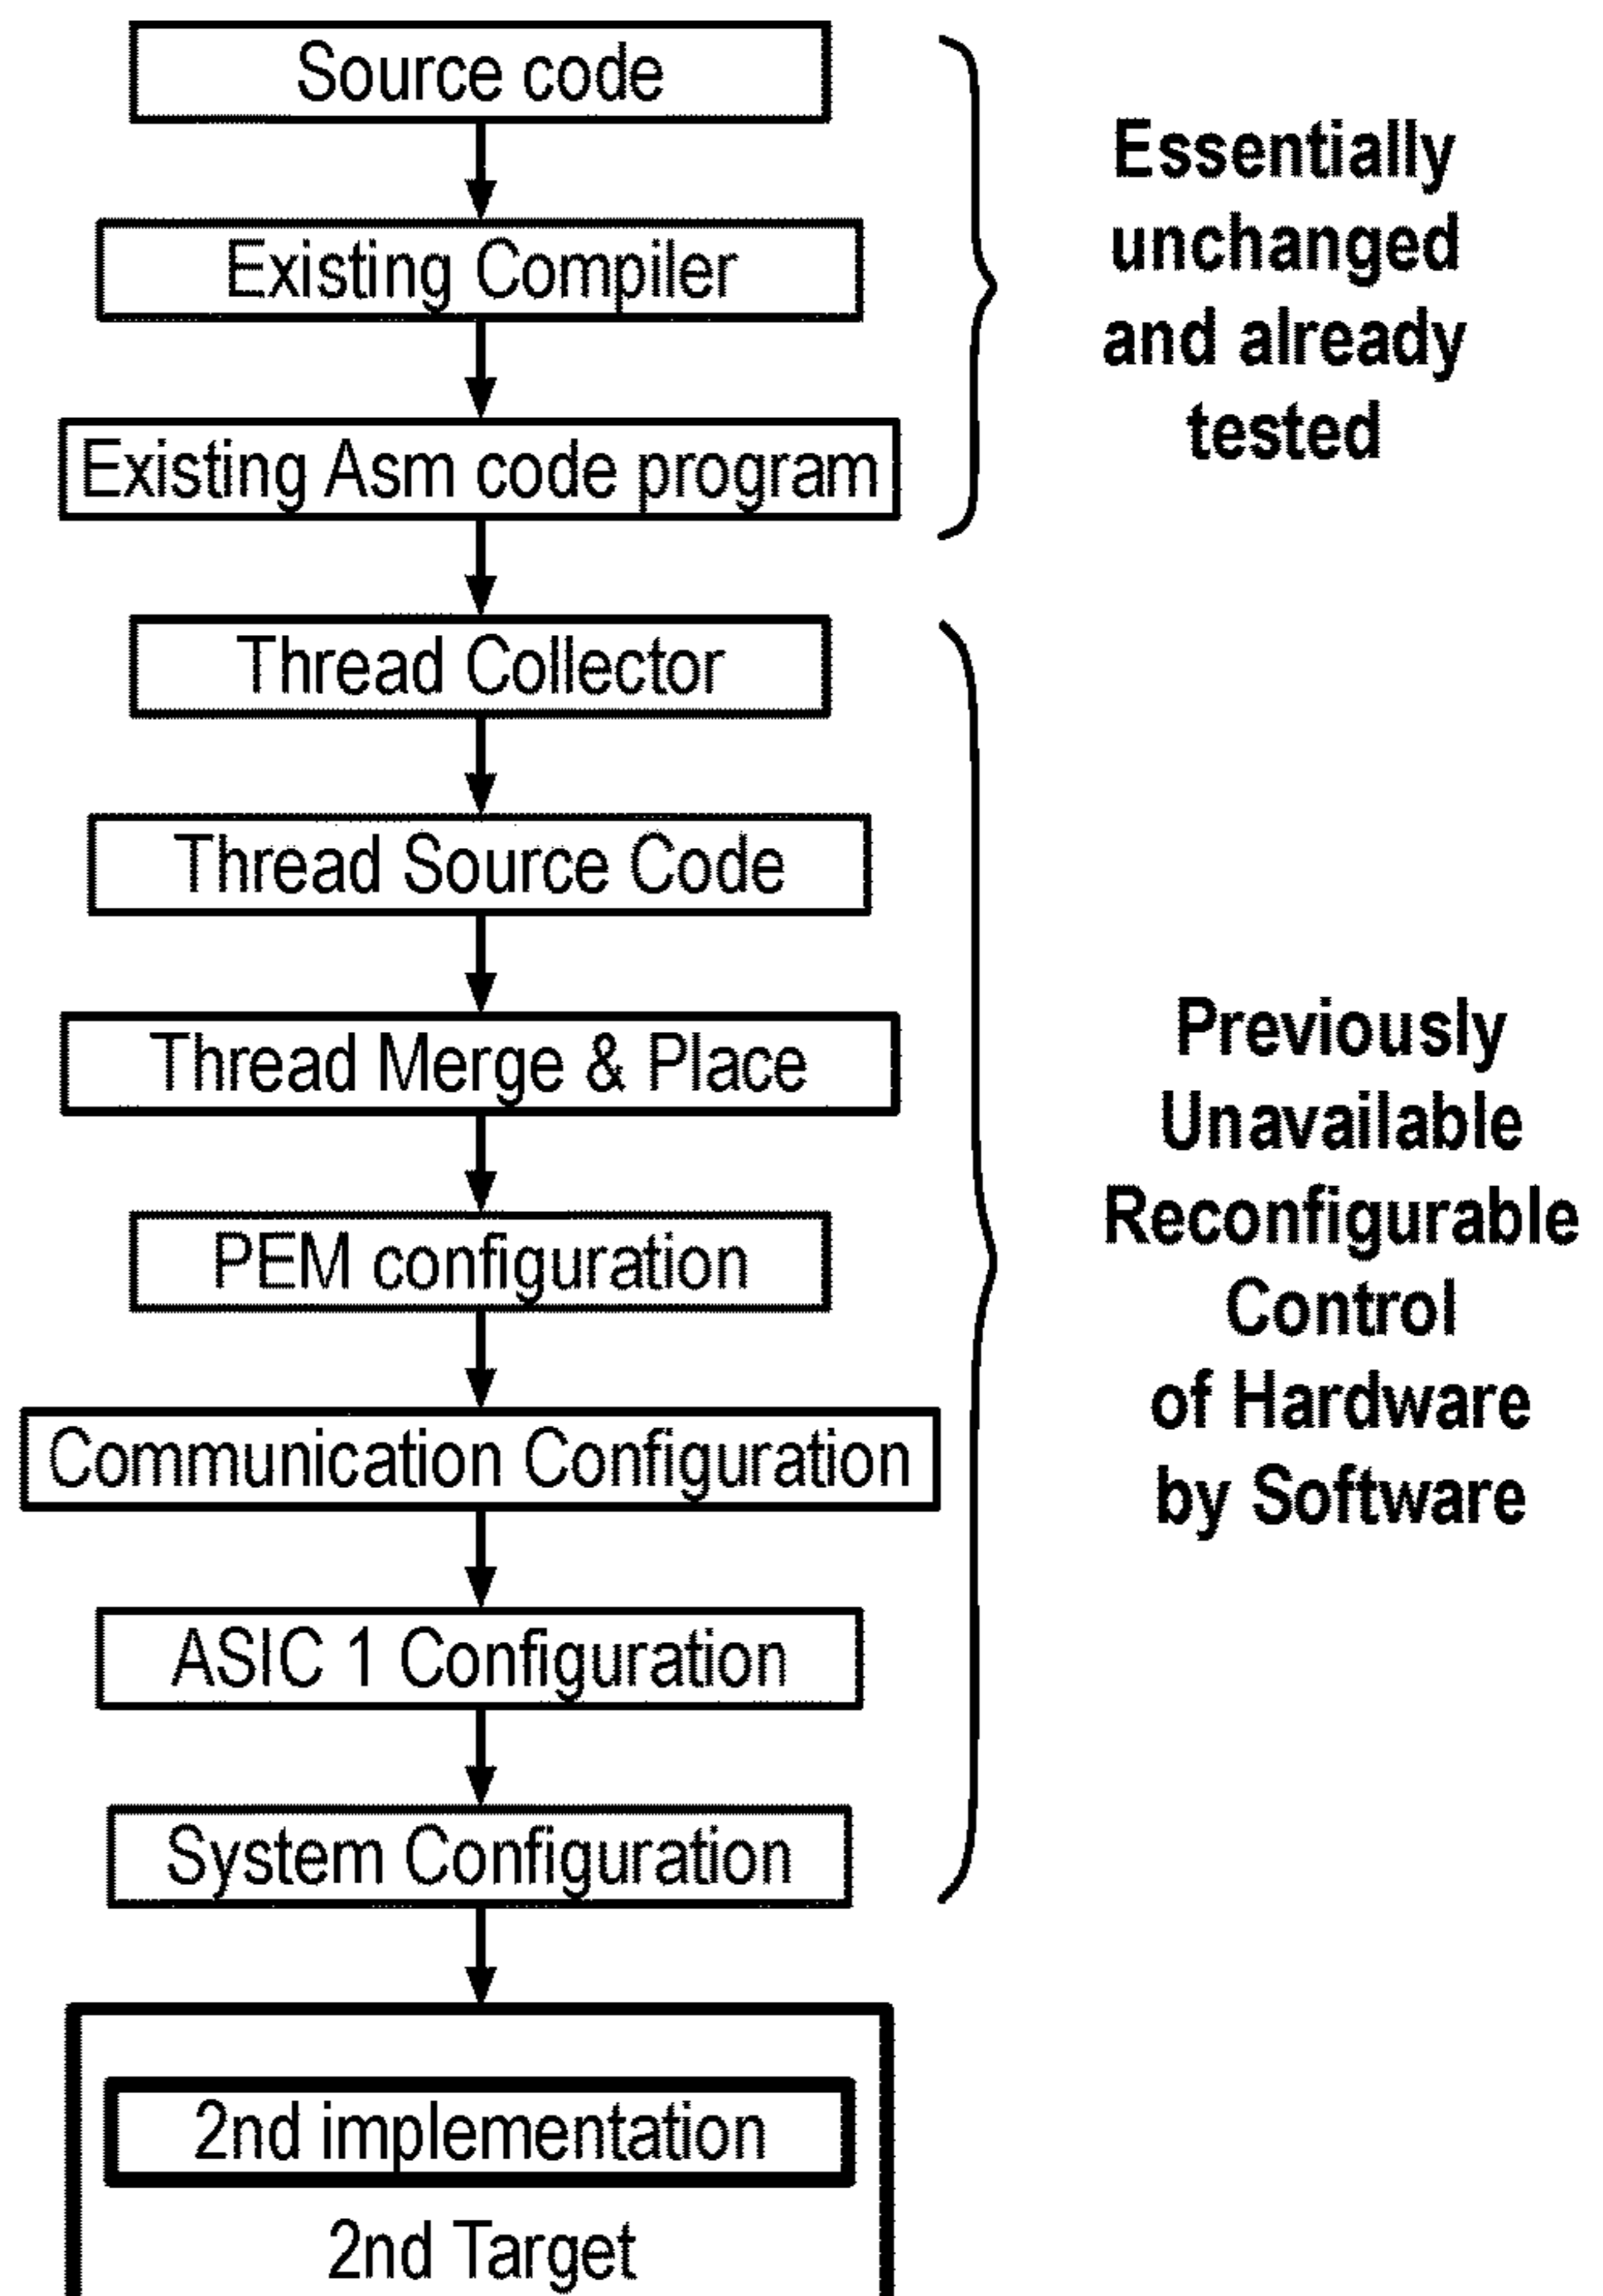 Source code
Existing Compiler
Existing Asm code program
Essentially
unchanged
and already
tested
Thread Collector
Thread Source Code
Thread Merge & Place
PEM configuration
Communication Configuration
ASIC 1 Configuration
System Configuration
Previously
Unavailable
Reconfigurable
Control
of Hardware
by Software
2nd implementation
2nd Target